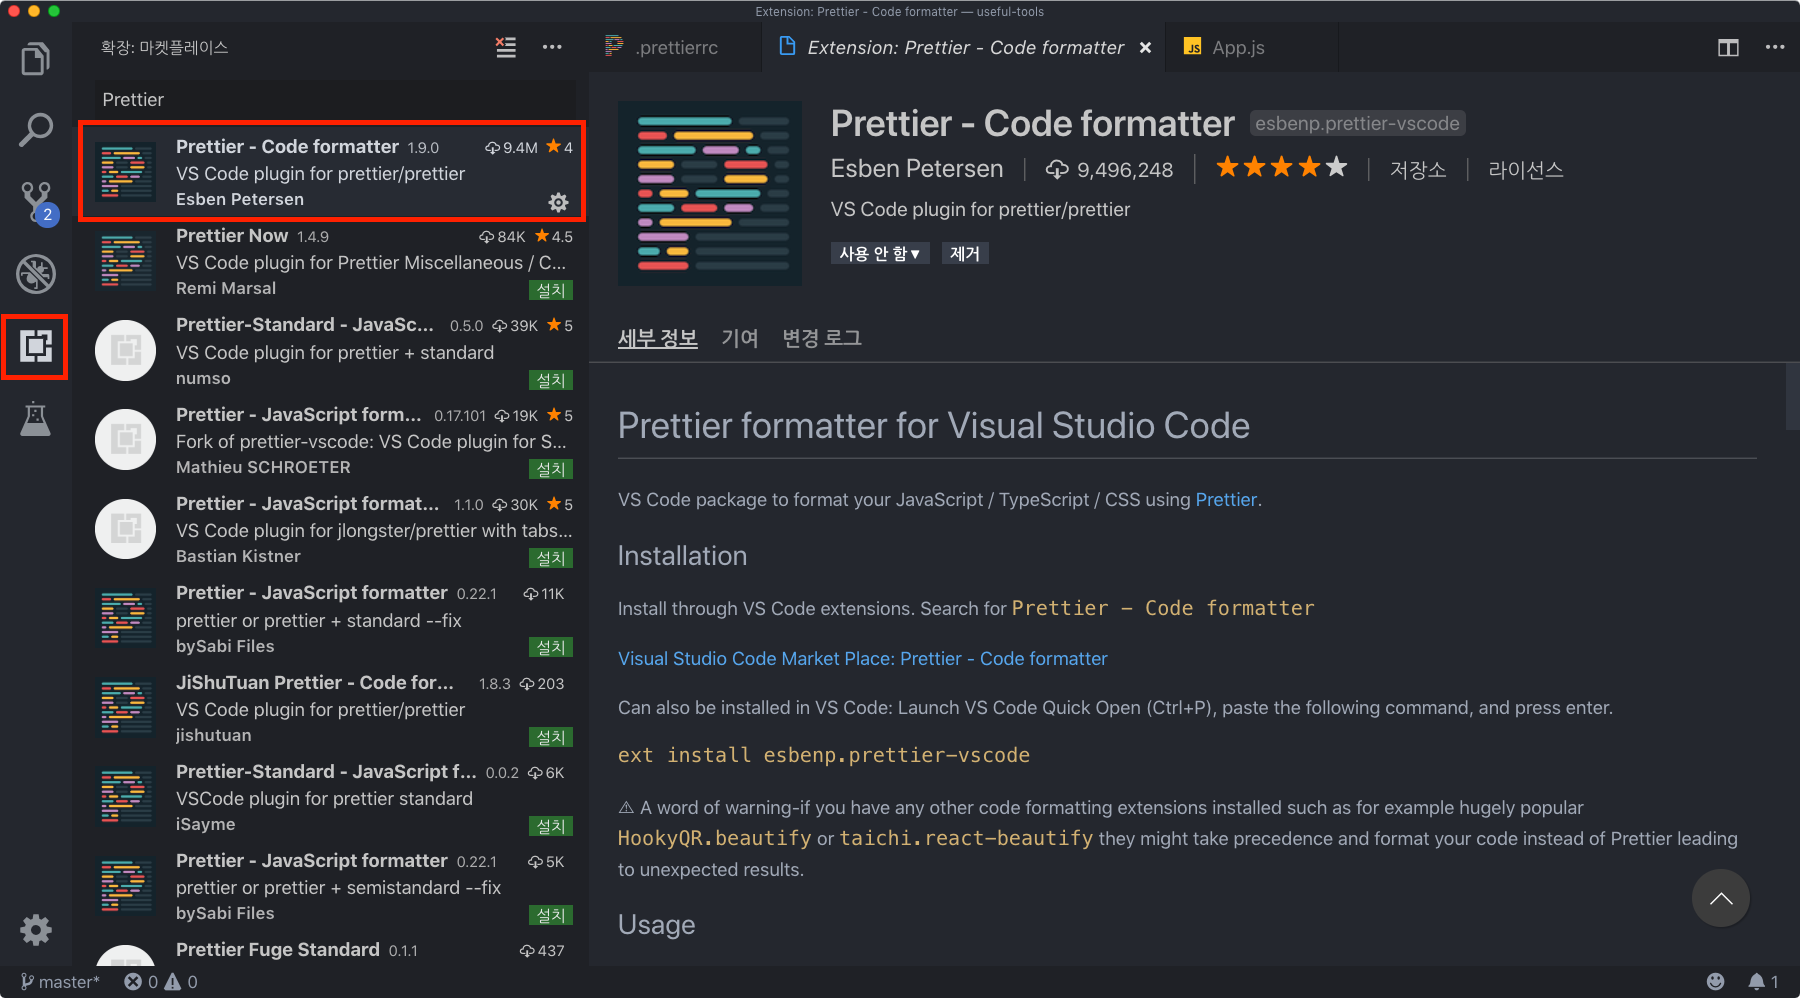 Extension: Prettier - Code formatter — useful-tools
확장: 마켓플레이스
.prettierrc
Extension: Prettier - Code formatter
JS App.js
Prettier
Prettier - Code formatter 1.9.0 9.4M 4
VS Code plugin for prettier/prettier
Esben Petersen
Prettier Now 1.4.9 84K 4.5
VS Code plugin for Prettier Miscellaneous / C...
Remi Marsal 설치
Prettier-Standard - JavaSc... 0.5.0 39K 5
VS Code plugin for prettier + standard
numso 설치
Prettier - JavaScript form... 0.17.101 19K 5
Fork of prettier-vscode: VS Code plugin for S...
Mathieu SCHROETER 설치
Prettier - JavaScript format... 1.1.0 30K 5
VS Code plugin for jlongster/prettier with tabs...
Bastian Kistner 설치
Prettier - JavaScript formatter 0.22.1 11K
prettier or prettier + standard --fix
bySabi Files 설치
JiShuTuan Prettier - Code for... 1.8.3 203
VS Code plugin for prettier/prettier
jishutuan 설치
Prettier-Standard - JavaScript f... 0.0.2 6K
VSCode plugin for prettier standard
iSayme 설치
Prettier - JavaScript formatter 0.22.1 5K
prettier or prettier + semistandard --fix
bySabi Files 설치
Prettier Fuge Standard 0.1.1 437
2
Prettier - Code formatter esbenp.prettier-vscode
Esben Petersen | 9,496,248 | ★★★★★ | 저장소 | 라이선스
VS Code plugin for prettier/prettier
사용 안 함▼ 제거
세부 정보 기여 변경 로그
Prettier formatter for Visual Studio Code
VS Code package to format your JavaScript / TypeScript / CSS using Prettier.
Installation
Install through VS Code extensions. Search for Prettier - Code formatter
Visual Studio Code Market Place: Prettier - Code formatter
Can also be installed in VS Code: Launch VS Code Quick Open (Ctrl+P), paste the following command, and press enter.
ext install esbenp.prettier-vscode
⚠ A word of warning-if you have any other code formatting extensions installed such as for example hugely popular
HookyQR.beautify or taichi.react-beautify they might take precedence and format your code instead of Prettier leading
to unexpected results.
Usage
master* 0 0 1